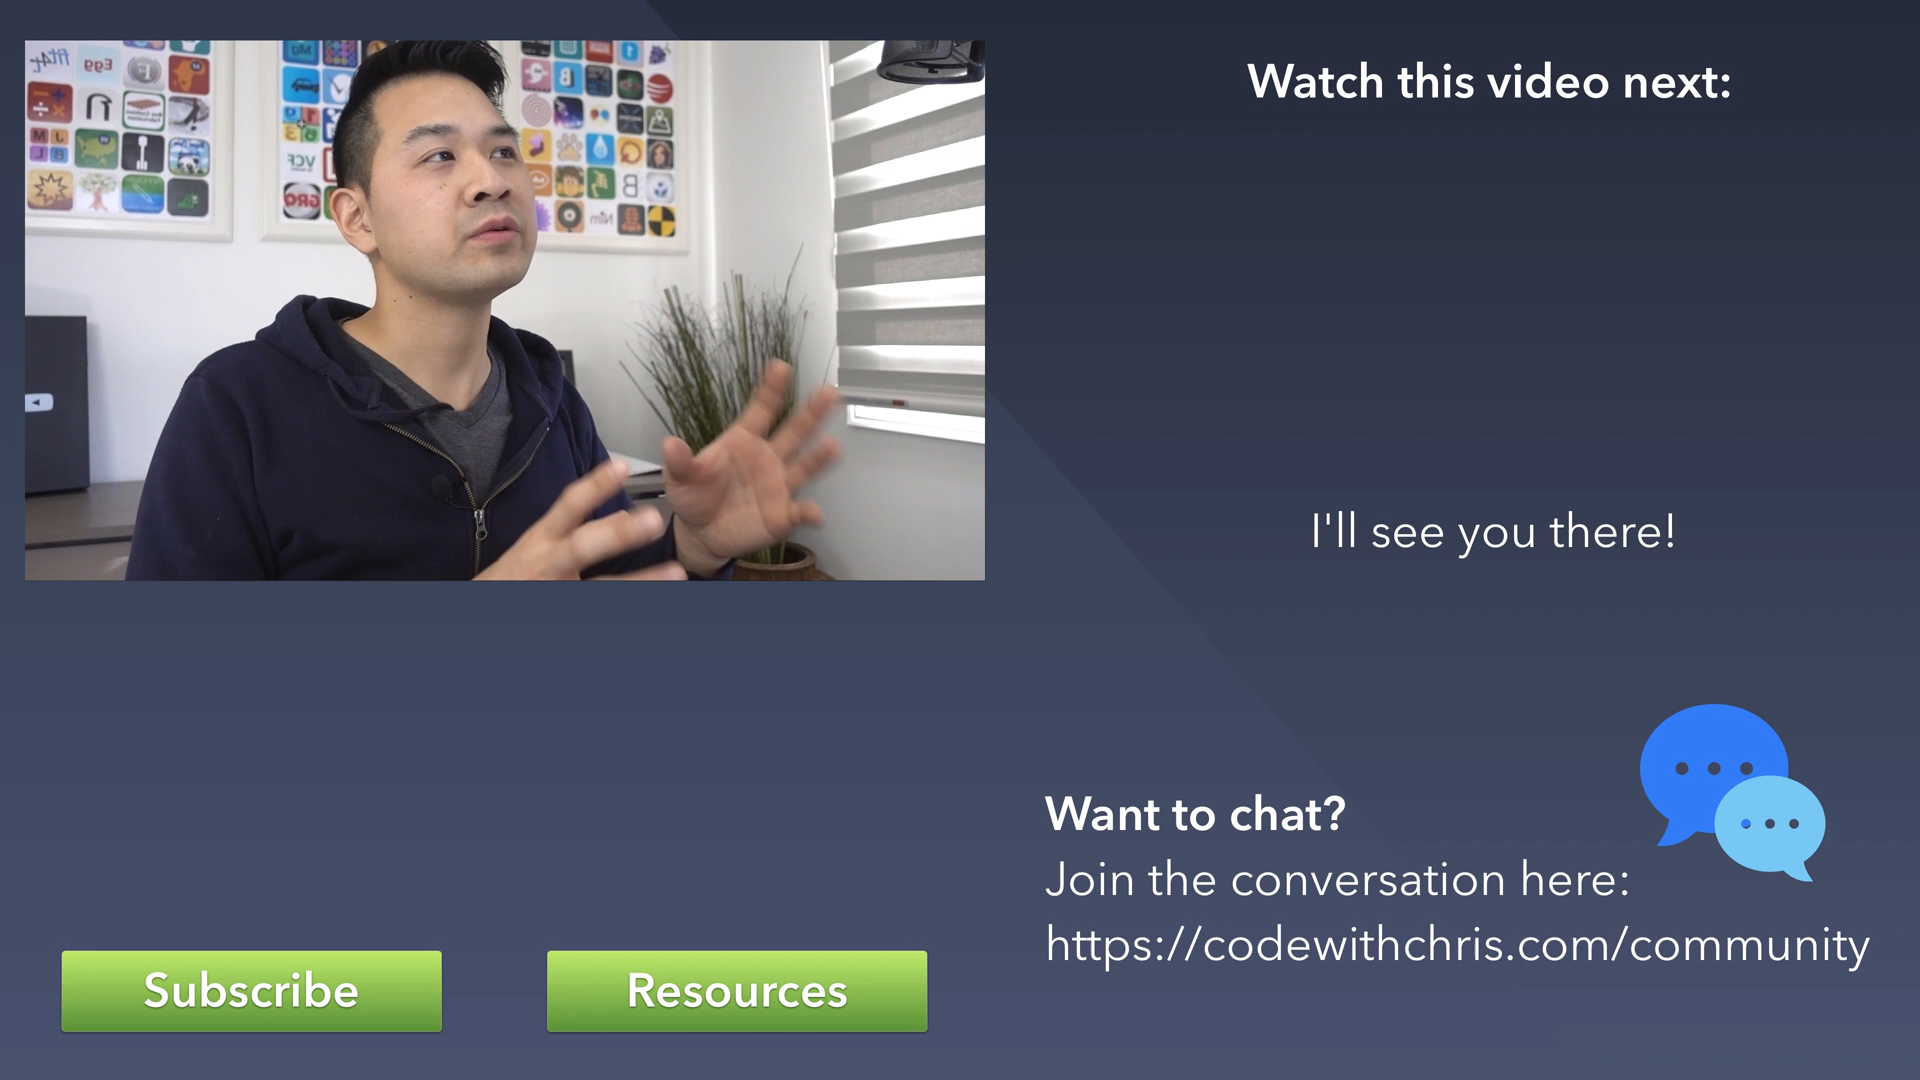 Watch this video next:
I'll see you there!
Want to chat?
Join the conversation here:
https://codewithchris.com/community
Subscribe
Resources